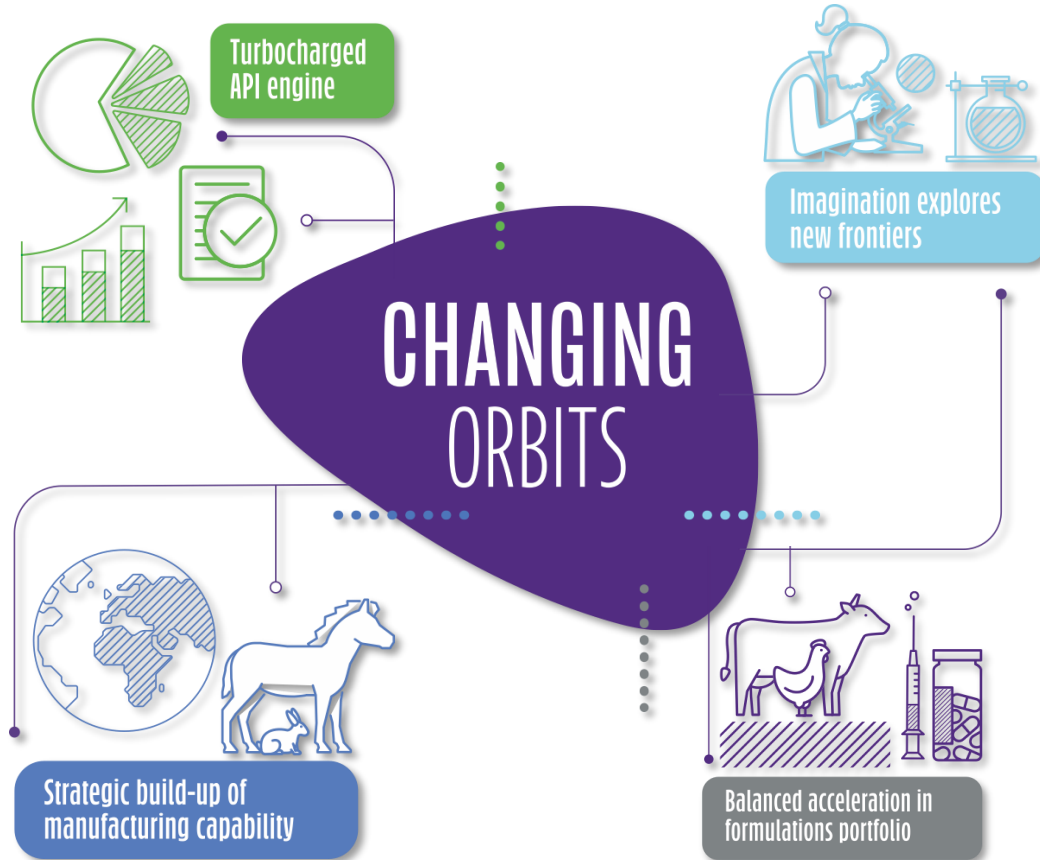 Turbocharged
API engine
Imagination explores
new frontiers
CHANGING
ORBITS
Strategic build-up of
manufacturing capability
Balanced acceleration in
formulations portfolio